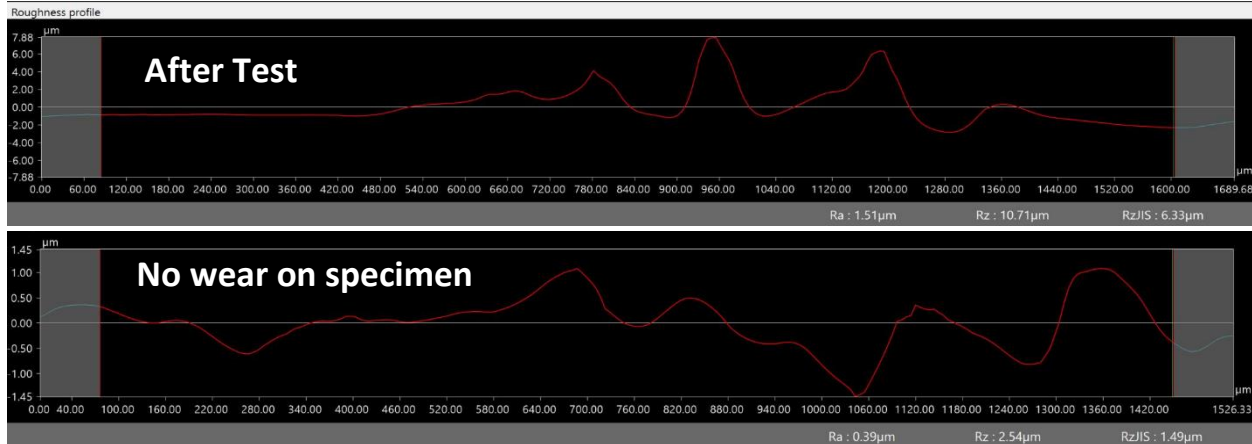 Roughness profile
µm
After Test
7.88
6.00
4.00
2.00
0.00
-2.00
-4.00
-6.00
-7.88
0.00 60.00 120.00 180.00 240.00 300.00 360.00 420.00 480.00 540.00 600.00 660.00 720.00 780.00 840.00 900.00 960.00 1040.00 1120.00 1200.00 1280.00 1360.00 1440.00 1520.00 1600.00 1689.68
µm
Ra : 1.51µm Rz : 10.71µm RzJIS : 6.33µm
µm
No wear on specimen
1.45
1.00
0.50
0.00
-0.50
-1.00
-1.45
0.00 40.00 100.00 160.00 220.00 280.00 340.00 400.00 460.00 520.00 580.00 640.00 700.00 760.00 820.00 880.00 940.00 1000.00 1060.00 1120.00 1180.00 1240.00 1300.00 1360.00 1420.00 1526.33
µm
Ra : 0.39µm Rz : 2.54µm RzJIS : 1.49µm